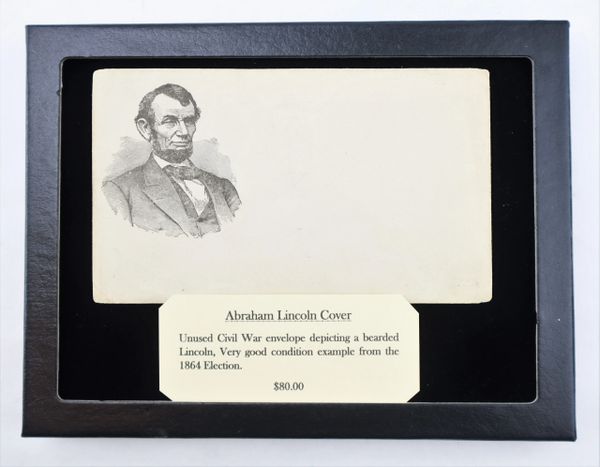 Abraham Lincoln Cover
Unused Civil War envelope depicting a bearded
Lincoln, Very good condition example from the
1864 Election.
$80.00